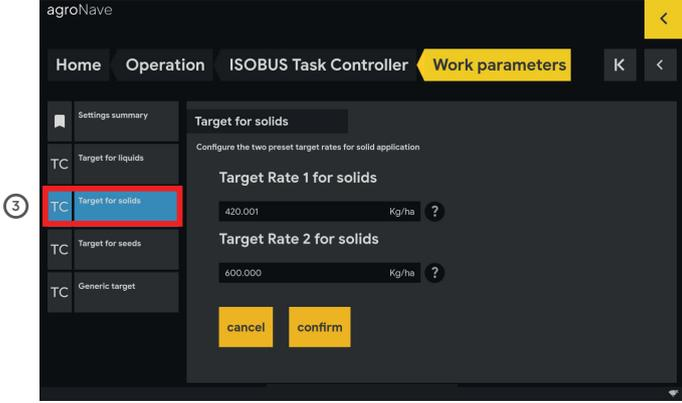 agroNave
Home Operation ISOBUS Task Controller Work parameters K
Settings summary
TC Target for liquids
3 TC Target for solids
TC Target for seeds
TC Generic target
Target for solids
Configure the two preset target rates for solid application
Target Rate 1 for solids
420.001 Kg/ha ?
Target Rate 2 for solids
600.000 Kg/ha ?
cancel confirm